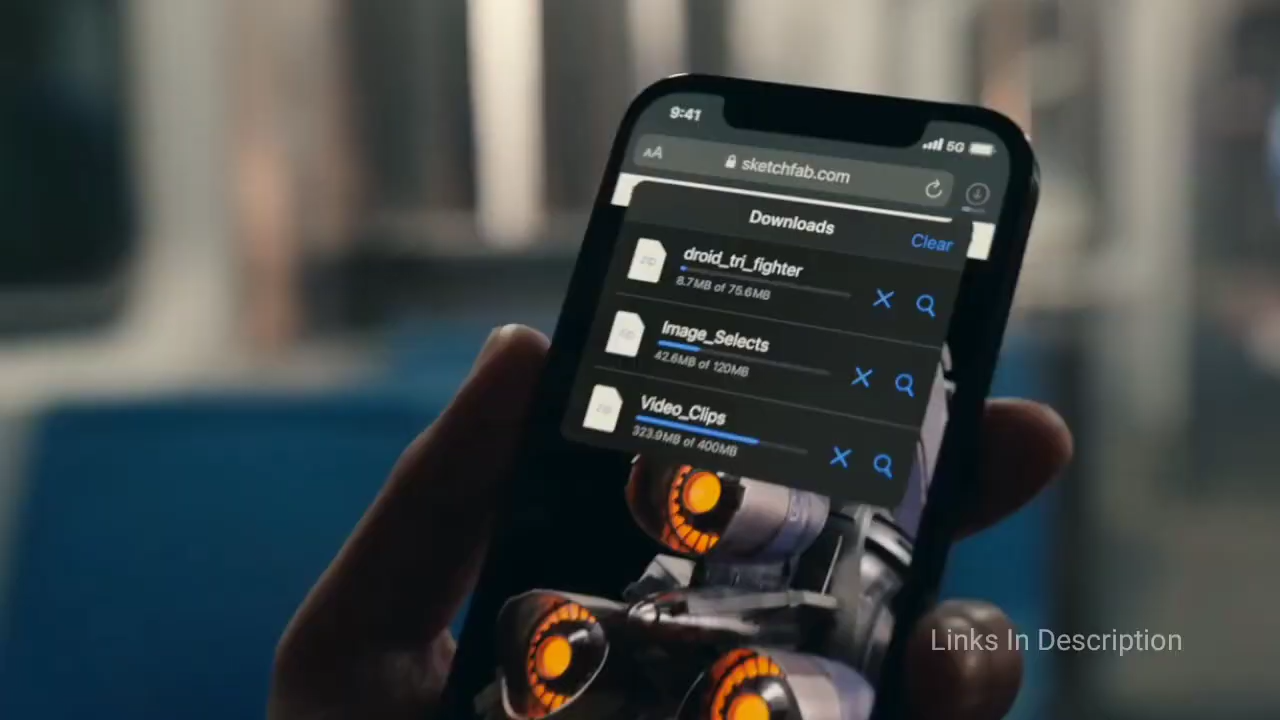 9:41
5G
AA
sketchfab.com
Downloads
Clear
droid_tri_fighter
8.7MB of 75.6MB
Image_Selects
42.6MB of 120MB
Video_Clips
323.9MB of 400MB
Links In Description